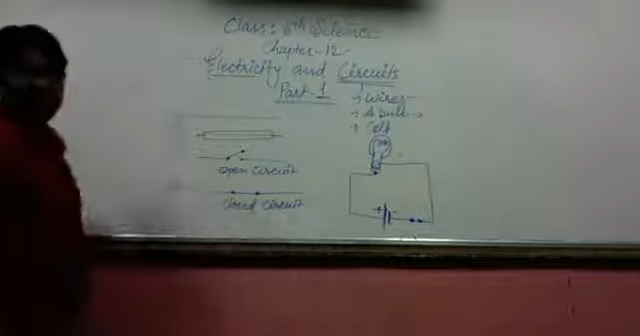 Class: 6th Science
Chapter-12
Electricity and Circuits
Part-1
→ Wires
→ A bulb
→ Cell
open circuit
closed circuit
+ -